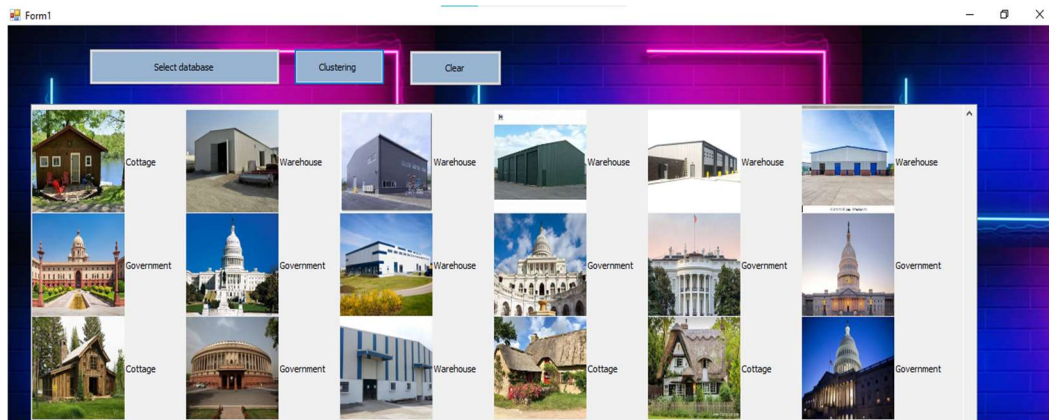 Form1
Select database
Clustering
Clear
Cottage Warehouse Warehouse Warehouse Warehouse Warehouse
Government Government Warehouse Government Government Government
Cottage Government Warehouse Cottage Cottage Government